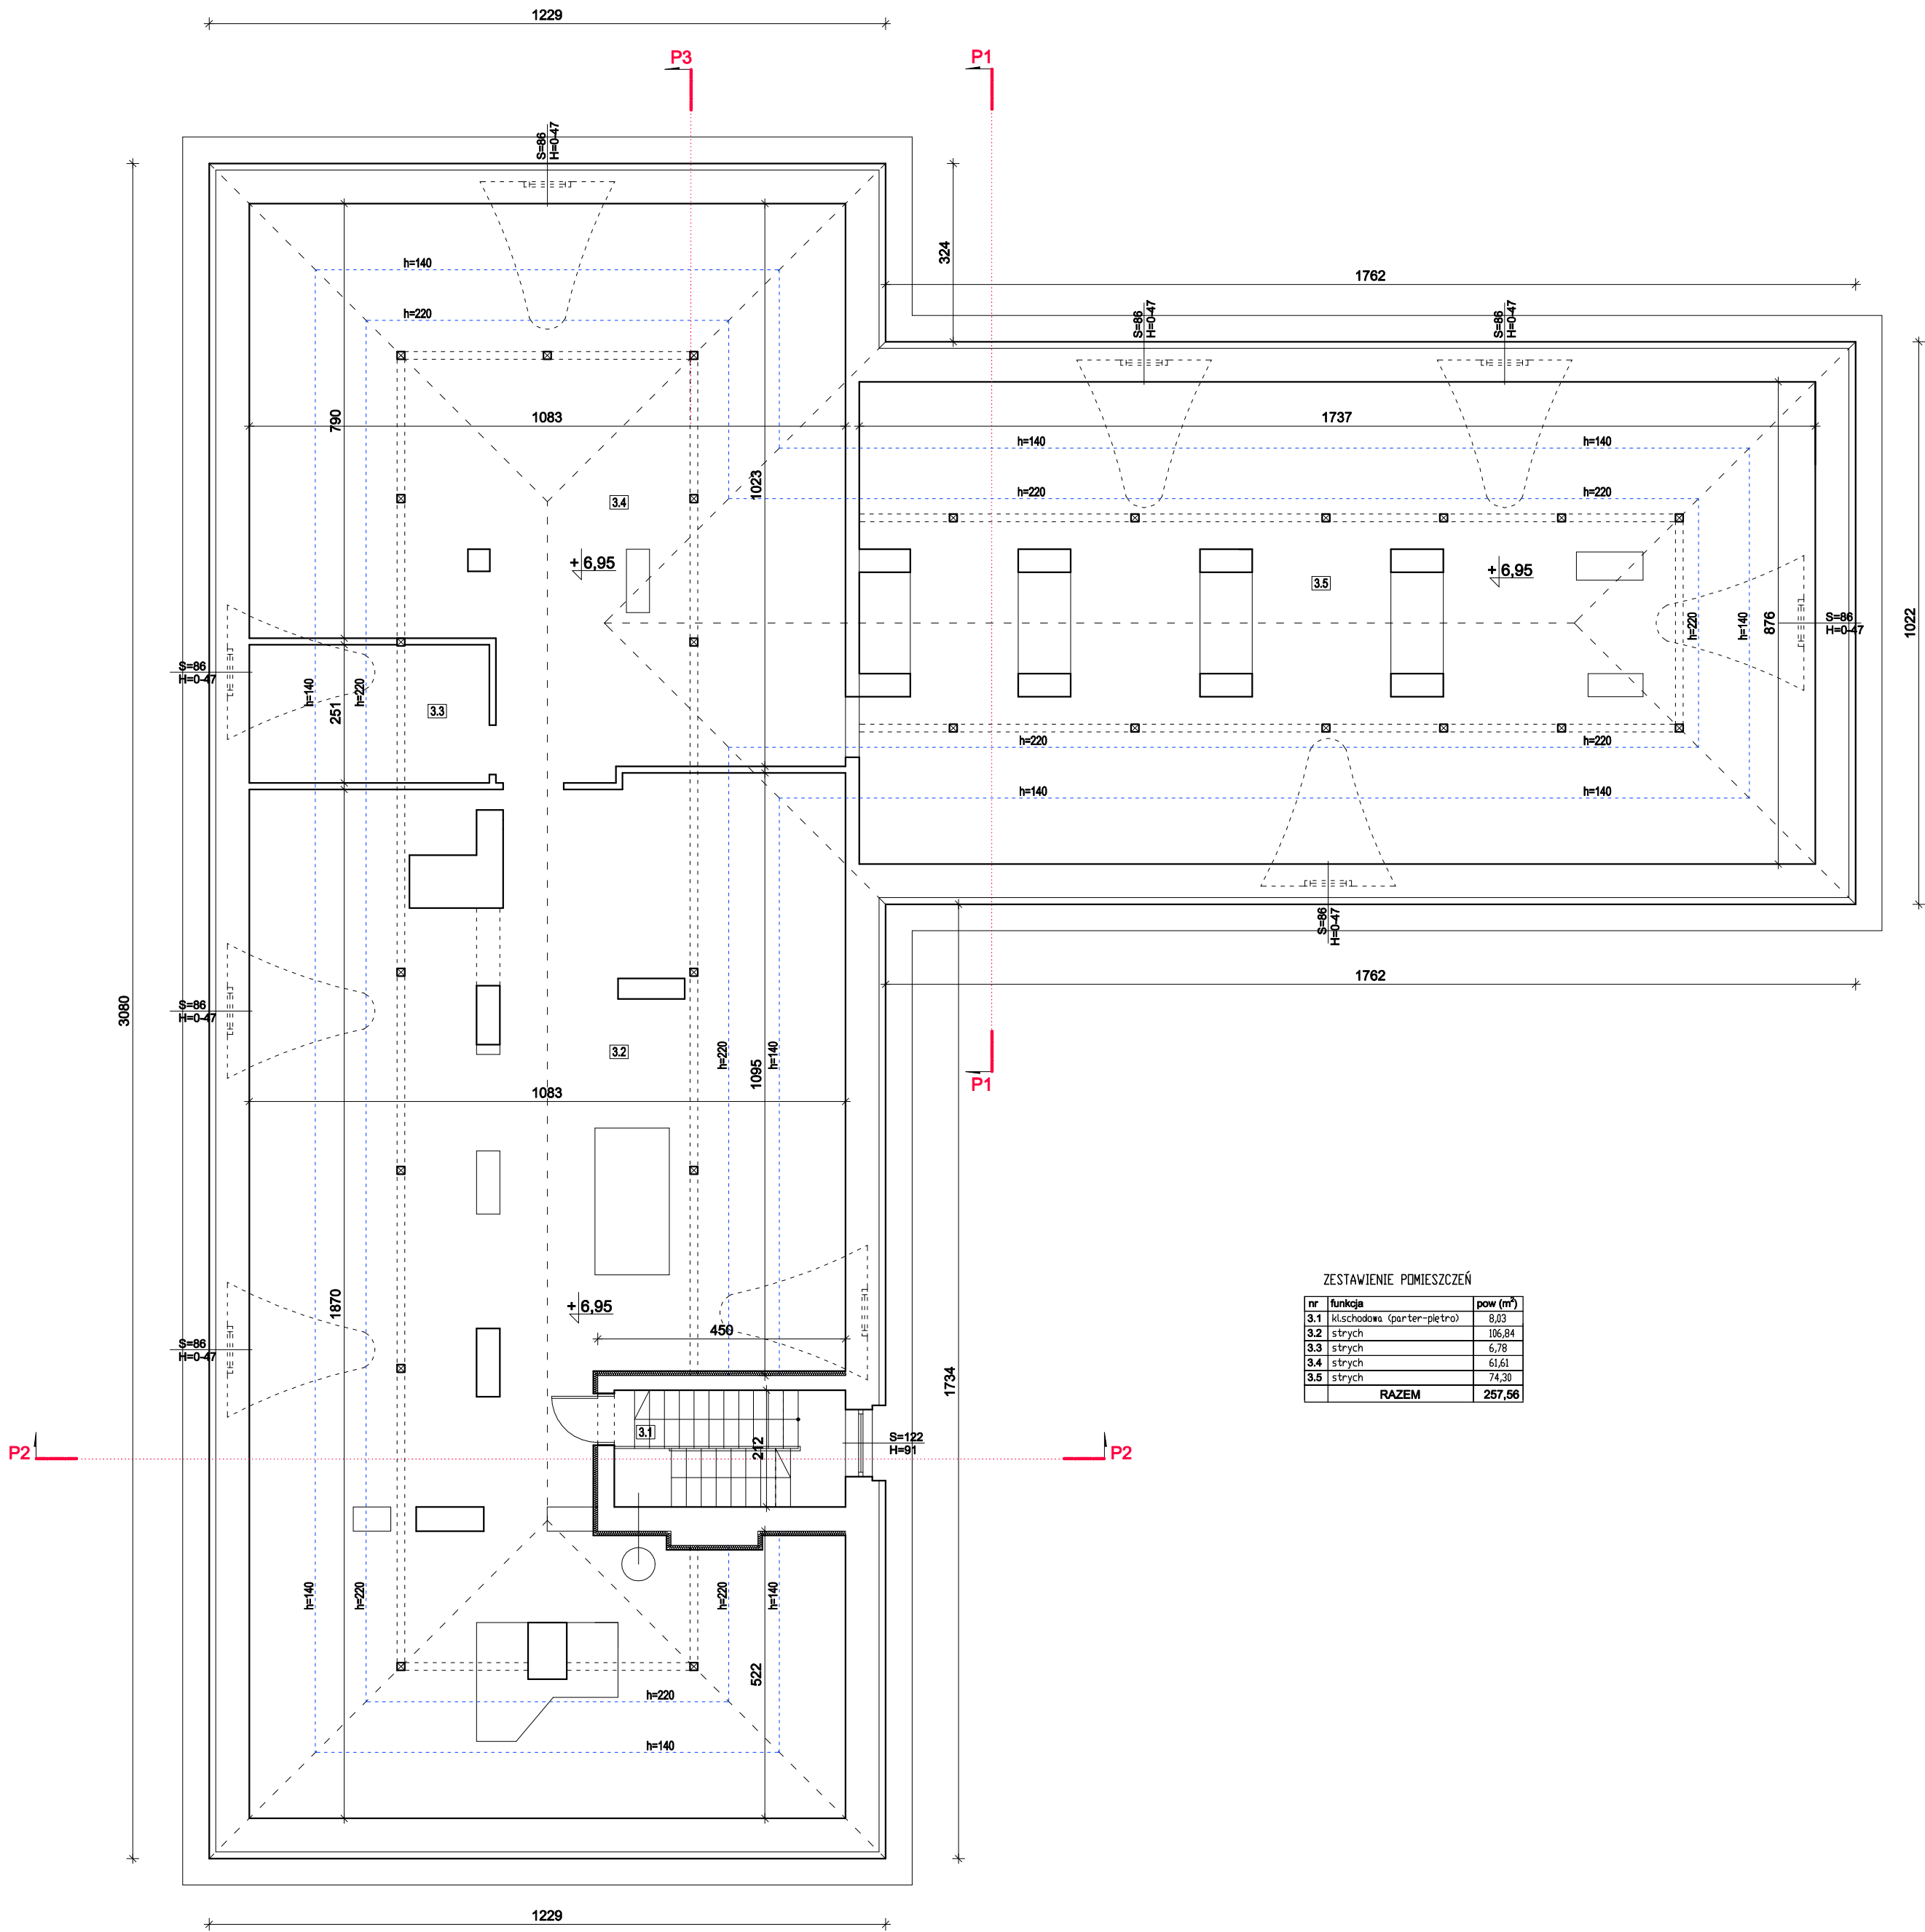 1229
P3
P1
S=86
H=0-47
324
1762
h=140
h=220
S=86
H=0-47
S=86
H=0-47
790
1083
1737
1023
h=140
h=140
h=220
h=220
3.4
+6,95
+6,95
3.5
876
1022
h=220
h=140
S=86
H=0-47
S=86
H=0-47
h=140
h=220
251
3.3
h=220
h=220
h=140
h=140
S=86
H=0-47
1762
3080
S=86
H=0-47
3.2
h=220
1095
h=140
P1
1083
1870
+6,95
450
S=86
H=0-47
1734
3.1
212
S=122
H=91
P2
P2
h=140
h=220
h=220
h=140
522
h=220
h=140
1229
ZESTAWIENIE POMIESZCZEŃ
nr funkcja pow (m²)
3.1 kl.schodowa (parter-piętro) 8,03
3.2 strych 106,84
3.3 strych 6,78
3.4 strych 61,61
3.5 strych 74,30
RAZEM 257,56